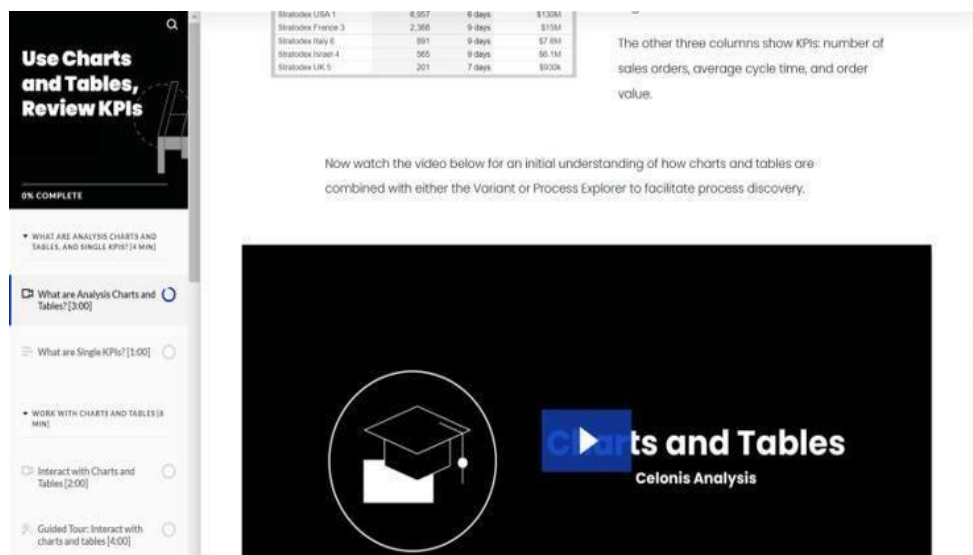 Use Charts
and Tables,
Review KPIs
0% COMPLETE
WHAT ARE ANALYSIS CHARTS AND
TABLES, AND SINGLE KPIS? [4 MIN]
What are Analysis Charts and
Tables? [3:00]
What are Single KPIs? [1:00]
WORK WITH CHARTS AND TABLES [8
MIN]
Interact with Charts and
Tables [2:00]
Guided Tour: Interact with
charts and tables [4:00]
Stratodex USA 1 6,957 6 days $130M
Stratodex France 3 2,366 9 days $15M
Stratodex Italy 6 891 9 days $7.8M
Stratodex Israel 4 565 9 days $6.1M
Stratodex UK 5 201 7 days $930k
The other three columns show KPIs: number of
sales orders, average cycle time, and order
value.
Now watch the video below for an initial understanding of how charts and tables are
combined with either the Variant or Process Explorer to facilitate process discovery.
Charts and Tables
Celonis Analysis